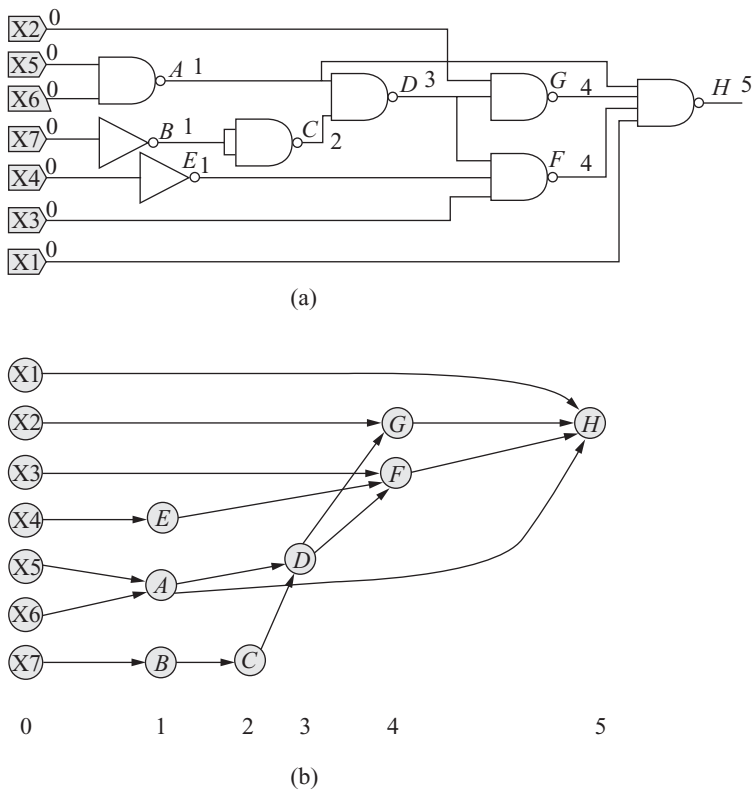 X2 0
X5 0
A 1
X6 0
D 3
G 4
H 5
X7 0
B 1
C 2
X4 0
E 1
F 4
X3 0
X1 0
(a)
X1
X2 G H
X3 F
X4 E
X5 D
A
X6
X7 B C
0 1 2 3 4 5
(b)